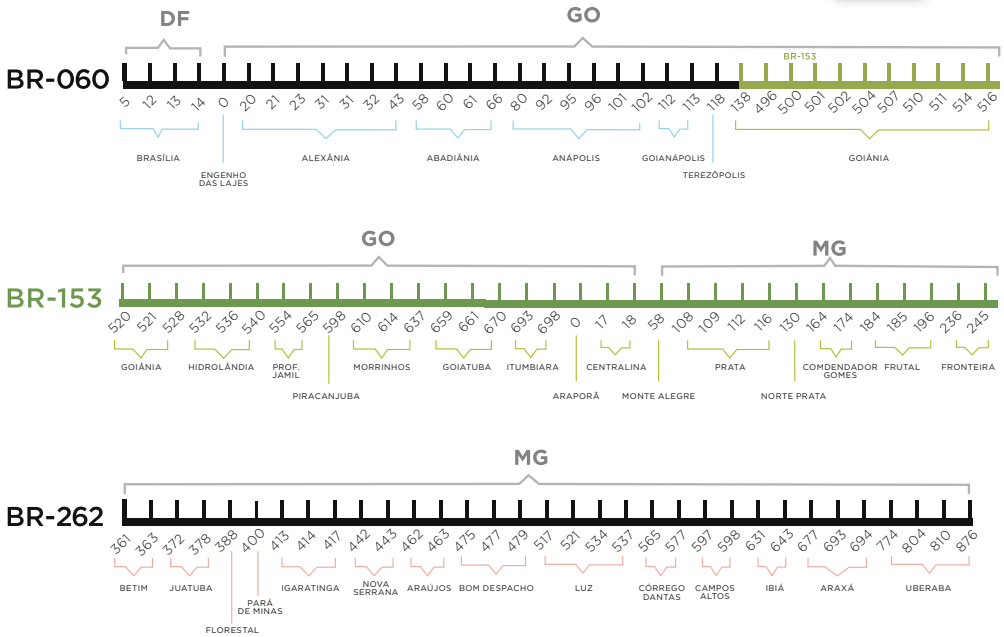 DF
GO
BR-153
BR-060
5 12 13 14 0 20 21 23 31 31 32 43 58 60 61 66 80 92 95 96 101 102 112 113 118 138 496 500 501 502 504 507 510 511 514 516
BRASÍLIA ALEXÂNIA ABADIÂNIA ANÁPOLIS GOIANÁPOLIS GOIÂNIA
ENGENHO
DAS LAJES
TEREZÓPOLIS
GO
MG
BR-153
520 521 528 532 536 540 554 565 598 610 614 637 659 661 670 693 698 0 17 18 58 108 109 112 116 130 164 174 184 185 196 236 245
GOIÂNIA HIDROLÂNDIA PROF.
JAMIL
MORRINHOS GOIATUBA ITUMBIARA CENTRALINA PRATA COMDENDADOR
GOMES
FRUTAL FRONTEIRA
PIRACANJUBA ARAPORÃ MONTE ALEGRE NORTE PRATA
MG
BR-262
361 363 372 378 388 400 413 414 417 442 443 462 463 475 477 479 517 521 534 537 565 577 597 598 631 643 677 693 694 774 804 810 876
BETIM JUATUBA IGARATINGA NOVA
SERRANA
ARAÚJOS BOM DESPACHO LUZ CÓRREGO
DANTAS
CAMPOS
ALTOS
IBIÁ ARAXÁ UBERABA
PARÁ
DE MINAS
FLORESTAL